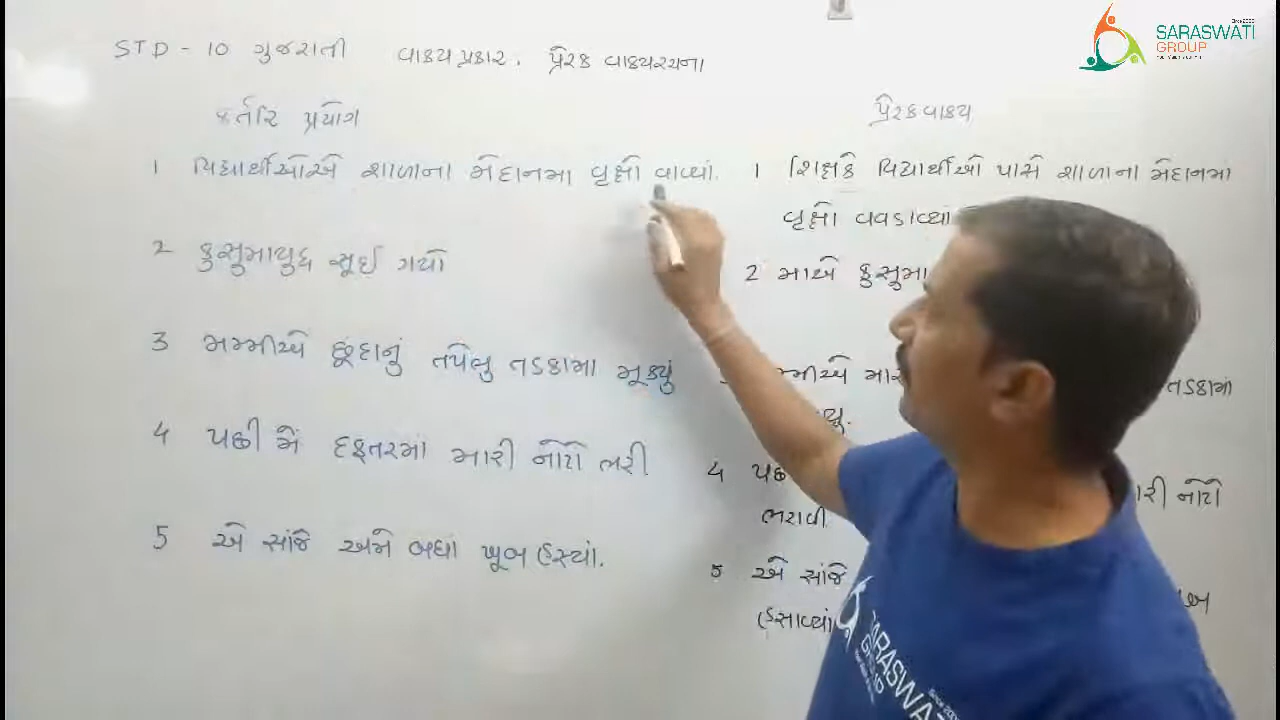 STD - 10 ગુજરાતી વાક્યપ્રકાર. પ્રેરક વાક્યરચના
SARASWATI
GROUP
કર્તરિ પ્રયોગ
પ્રેરકવાક્ય
1 વિદ્યાર્થીઓએ શાળાના મેદાનમા વૃક્ષો વાવ્યાં.
1 શિક્ષકે વિદ્યાર્થીઓ પાસે શાળાના મેદાનમાં
વૃક્ષો વવડાવ્યાં
2 કુસુમાયુધ સૂઈ ગયો
2 માએ કુસુમા
3 મમ્મીએ છૂંદાનું તપેલુ તડકામા મૂક્યું
તડકામાં
4 પછી મેં દફતરમાં મારી નોટો ભરી
4
નોટો
ભરાવી
5 એ સાંજે અમે બધાં ખૂબ હસ્યાં.
5 એ સાંજે
હસાવ્યાં
SARASWATI
GROUP